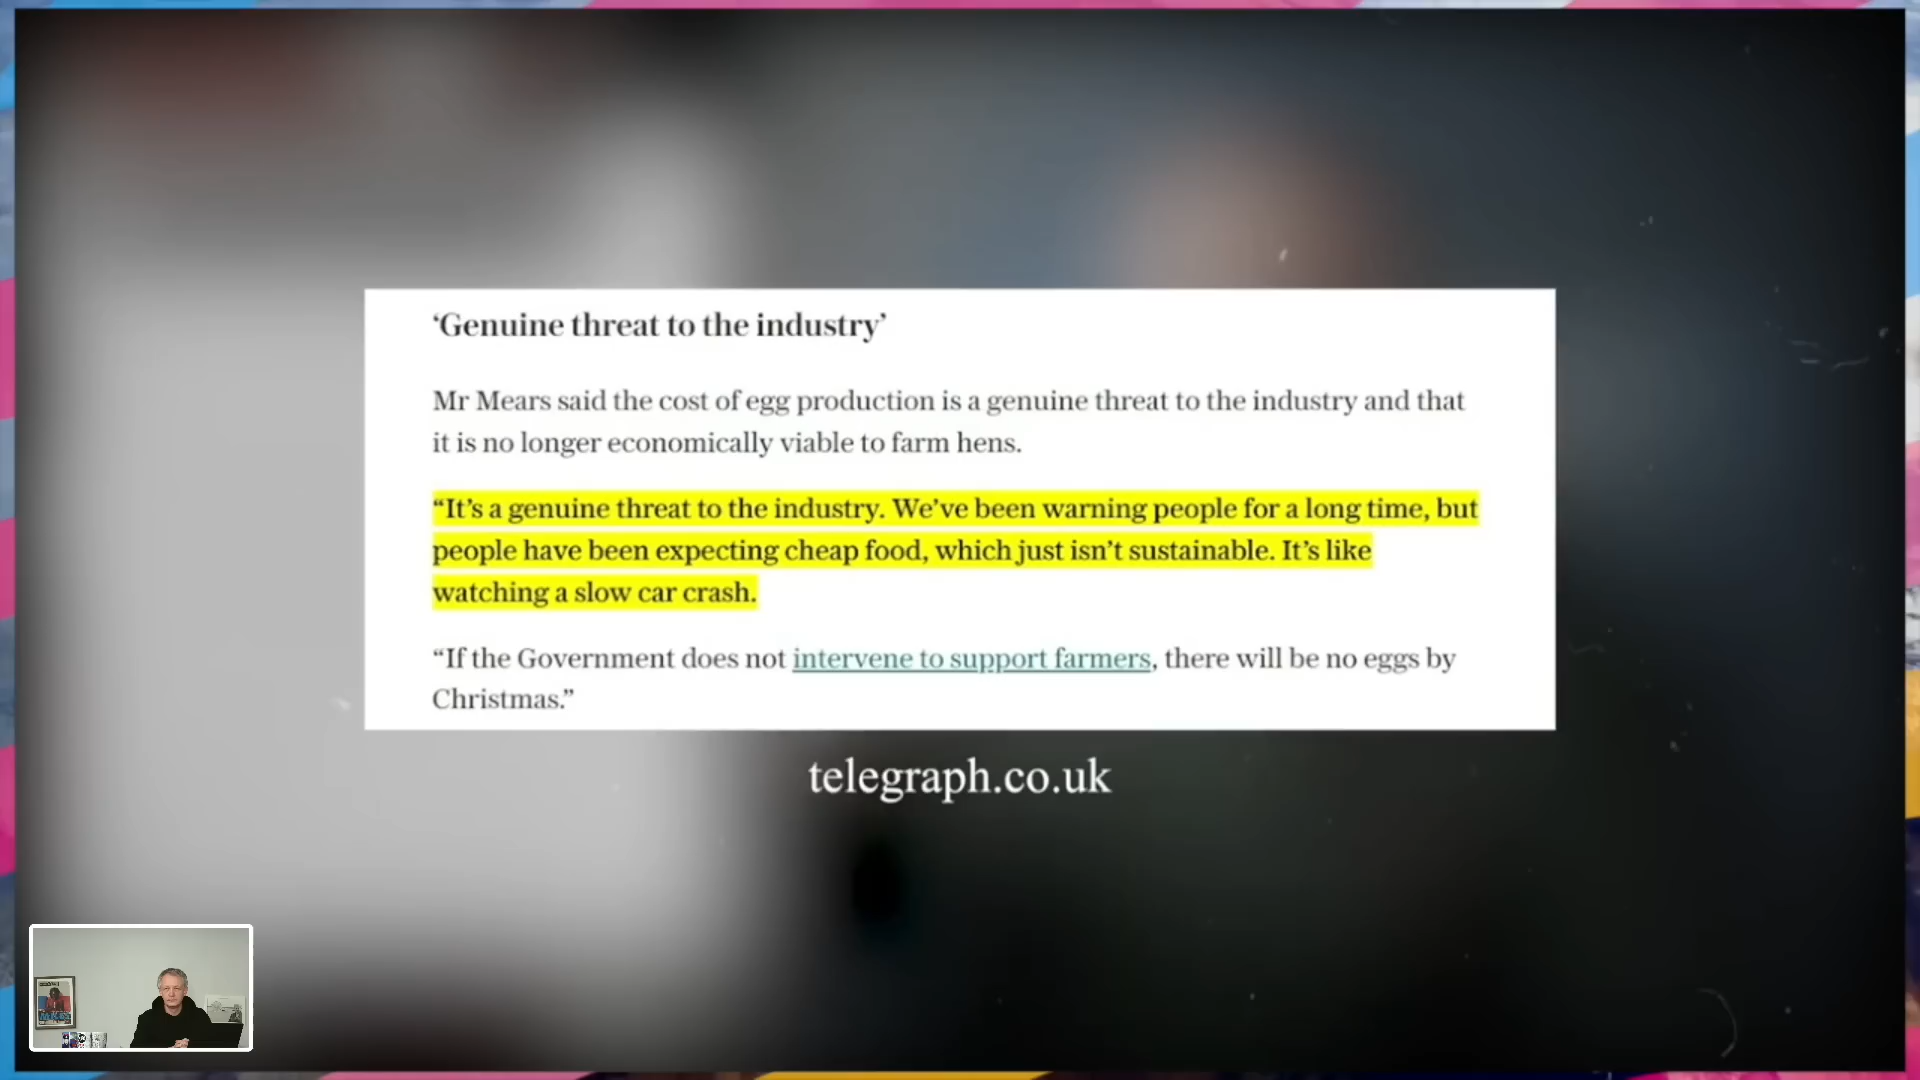 ‘Genuine threat to the industry’
Mr Mears said the cost of egg production is a genuine threat to the industry and that
it is no longer economically viable to farm hens.
“It’s a genuine threat to the industry. We’ve been warning people for a long time, but
people have been expecting cheap food, which just isn’t sustainable. It’s like
watching a slow car crash.
“If the Government does not intervene to support farmers, there will be no eggs by
Christmas.”
telegraph.co.uk